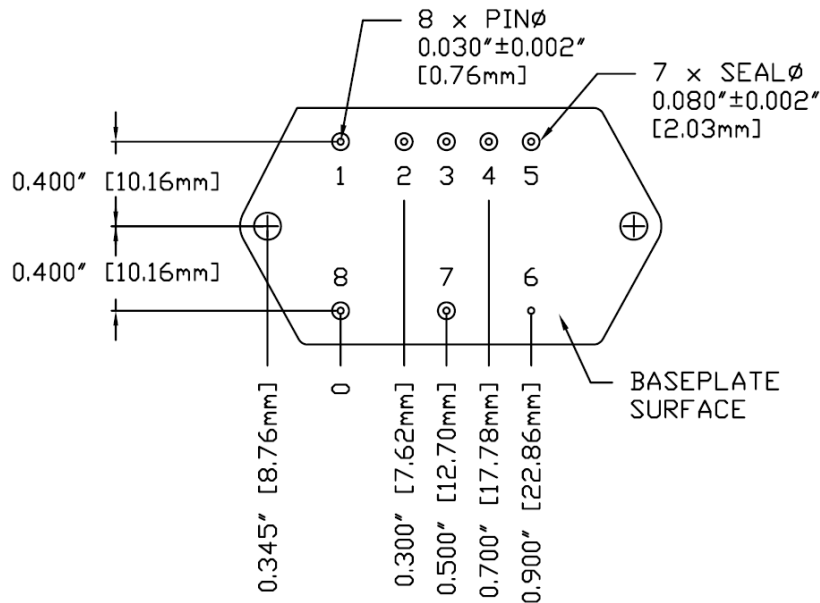 8 x PINØ
0.030"±0.002"
[0.76mm]
7 x SEALØ
0.080"±0.002"
[2.03mm]
0.400" [10.16mm]
1 2 3 4 5
0.400" [10.16mm]
8 7 6
BASEPLATE
SURFACE
0.345" [8.76mm]
0
0.300" [7.62mm]
0.500" [12.70mm]
0.700" [17.78mm]
0.900" [22.86mm]